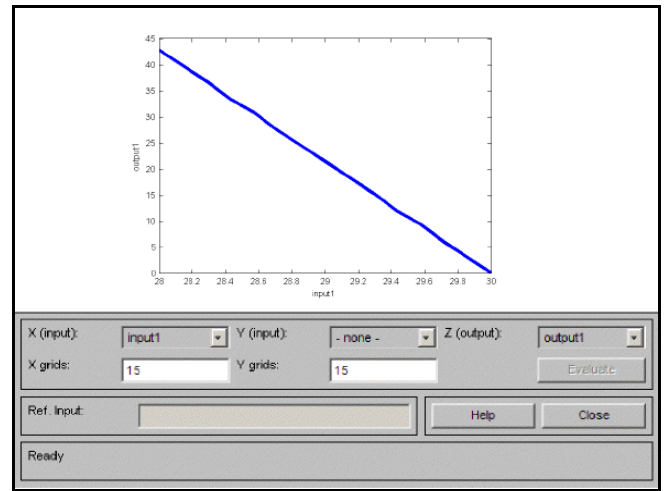 45
40
35
30
25
20
15
10
5
0
output1
28 28.2 28.4 28.6 28.8 29 29.2 29.4 29.6 29.8 30
input1
X (input): input1 Y (input): - none - Z (output): output1
X grids: 15 Y grids: 15 Evaluate
Ref. Input: Help Close
Ready